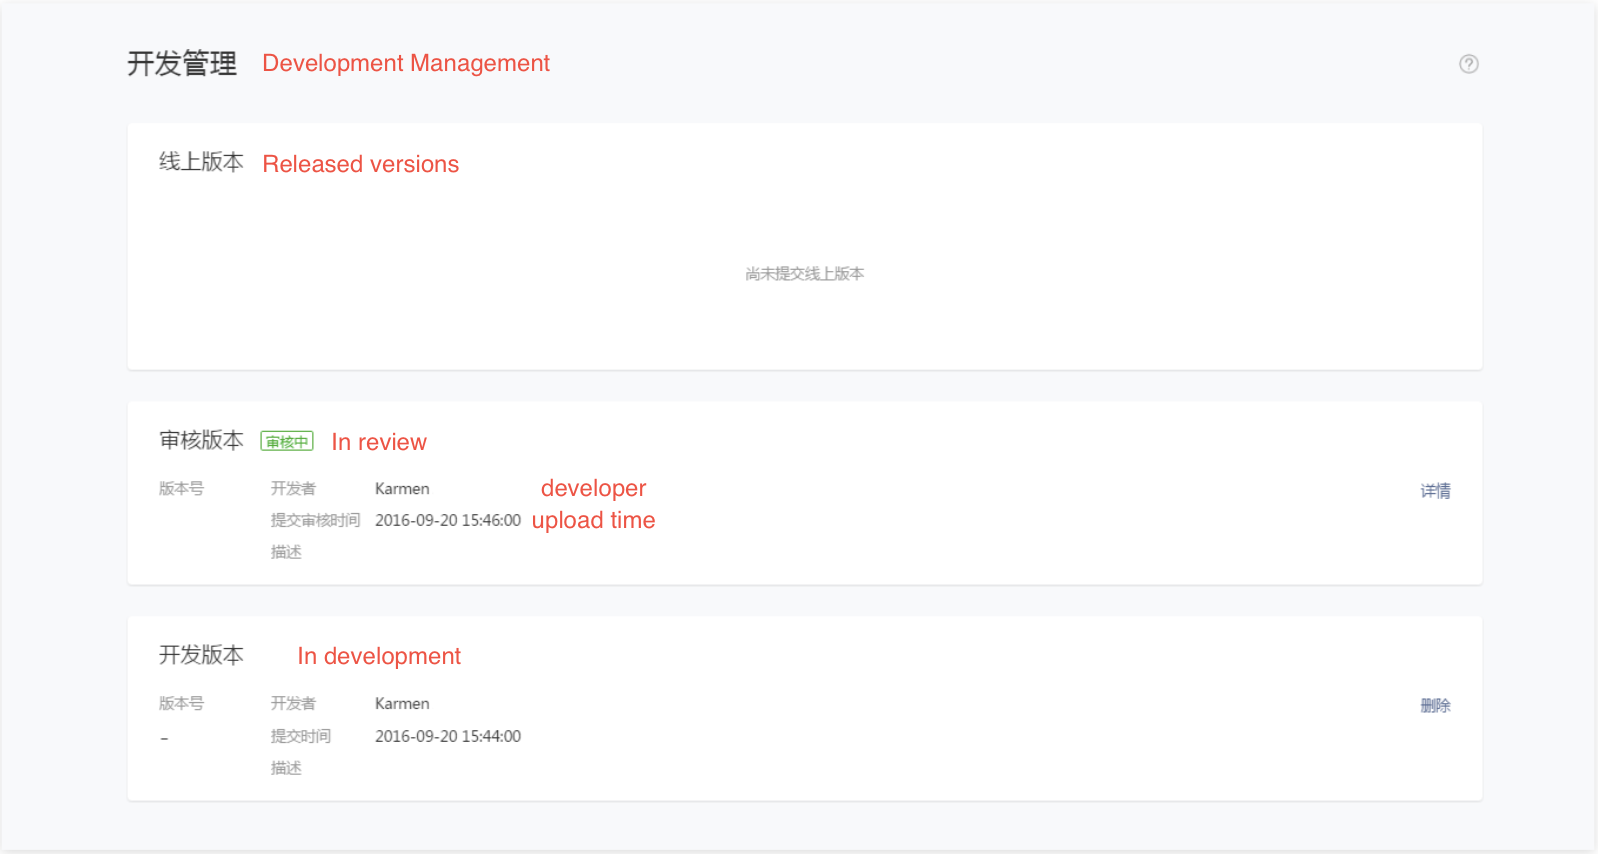 开发管理 Development Management
线上版本 Released versions
尚未提交线上版本
审核版本 审核中 In review
版本号 开发者 Karmen developer 详情
提交审核时间 2016-09-20 15:46:00 upload time
描述
开发版本 In development
版本号 开发者 Karmen 删除
– 提交时间 2016-09-20 15:44:00
描述